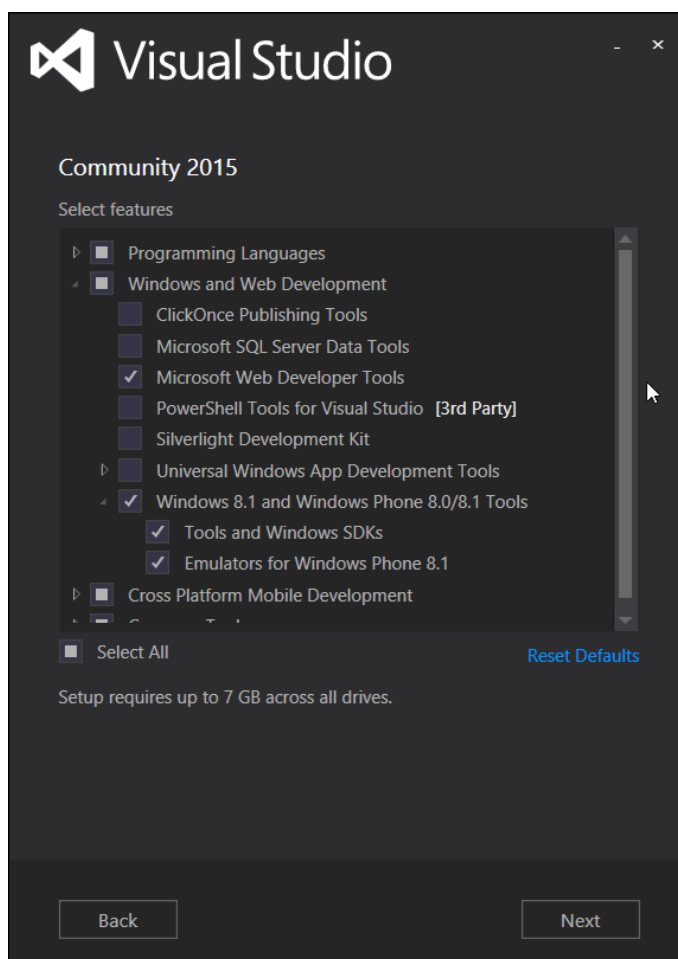 Visual Studio
Community 2015
Select features
Programming Languages
Windows and Web Development
ClickOnce Publishing Tools
Microsoft SQL Server Data Tools
Microsoft Web Developer Tools
PowerShell Tools for Visual Studio [3rd Party]
Silverlight Development Kit
Universal Windows App Development Tools
Windows 8.1 and Windows Phone 8.0/8.1 Tools
Tools and Windows SDKs
Emulators for Windows Phone 8.1
Cross Platform Mobile Development
Select All
Reset Defaults
Setup requires up to 7 GB across all drives.
Back
Next